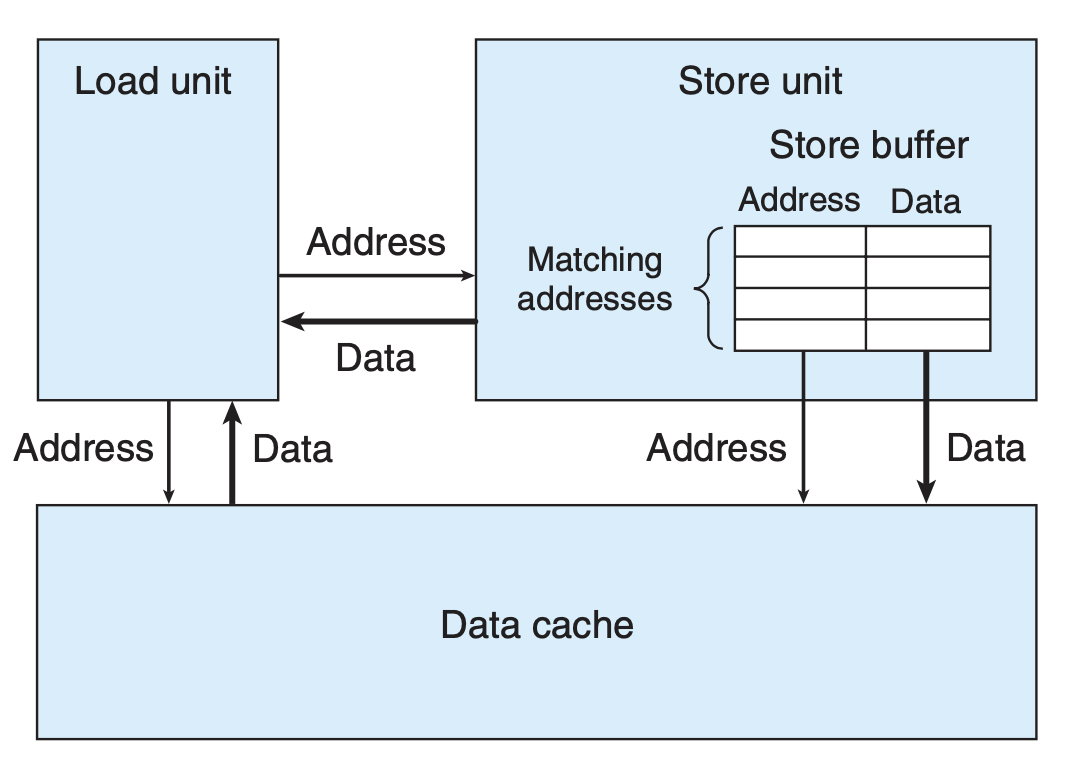 Load unit
Store unit
Store buffer
Address Data
Matching
addresses
Address
Data
Address
Data
Address
Data
Data cache